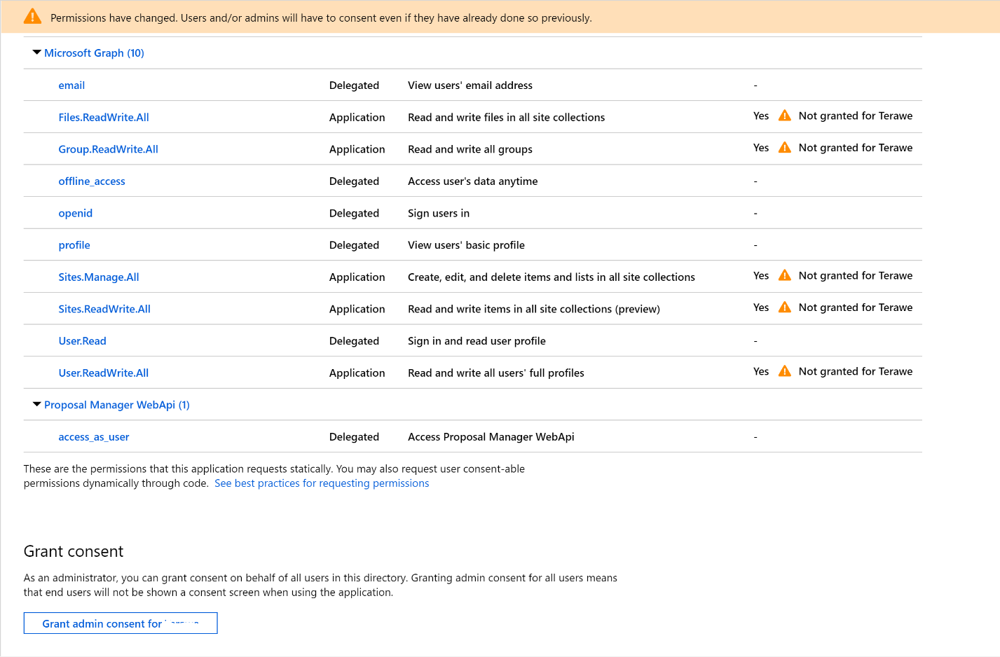 Permissions have changed. Users and/or admins will have to consent even if they have already done so previously.
Microsoft Graph (10)
email Delegated View users' email address -
Files.ReadWrite.All Application Read and write files in all site collections Yes Not granted for Terawe
Group.ReadWrite.All Application Read and write all groups Yes Not granted for Terawe
offline_access Delegated Access user's data anytime -
openid Delegated Sign users in -
profile Delegated View users' basic profile -
Sites.Manage.All Application Create, edit, and delete items and lists in all site collections Yes Not granted for Terawe
Sites.ReadWrite.All Application Read and write items in all site collections (preview) Yes Not granted for Terawe
User.Read Delegated Sign in and read user profile -
User.ReadWrite.All Application Read and write all users' full profiles Yes Not granted for Terawe
Proposal Manager WebApi (1)
access_as_user Delegated Access Proposal Manager WebApi -
These are the permissions that this application requests statically. You may also request user consent-able
permissions dynamically through code. See best practices for requesting permissions
Grant consent
As an administrator, you can grant consent on behalf of all users in this directory. Granting admin consent for all users means
that end users will not be shown a consent screen when using the application.
Grant admin consent for